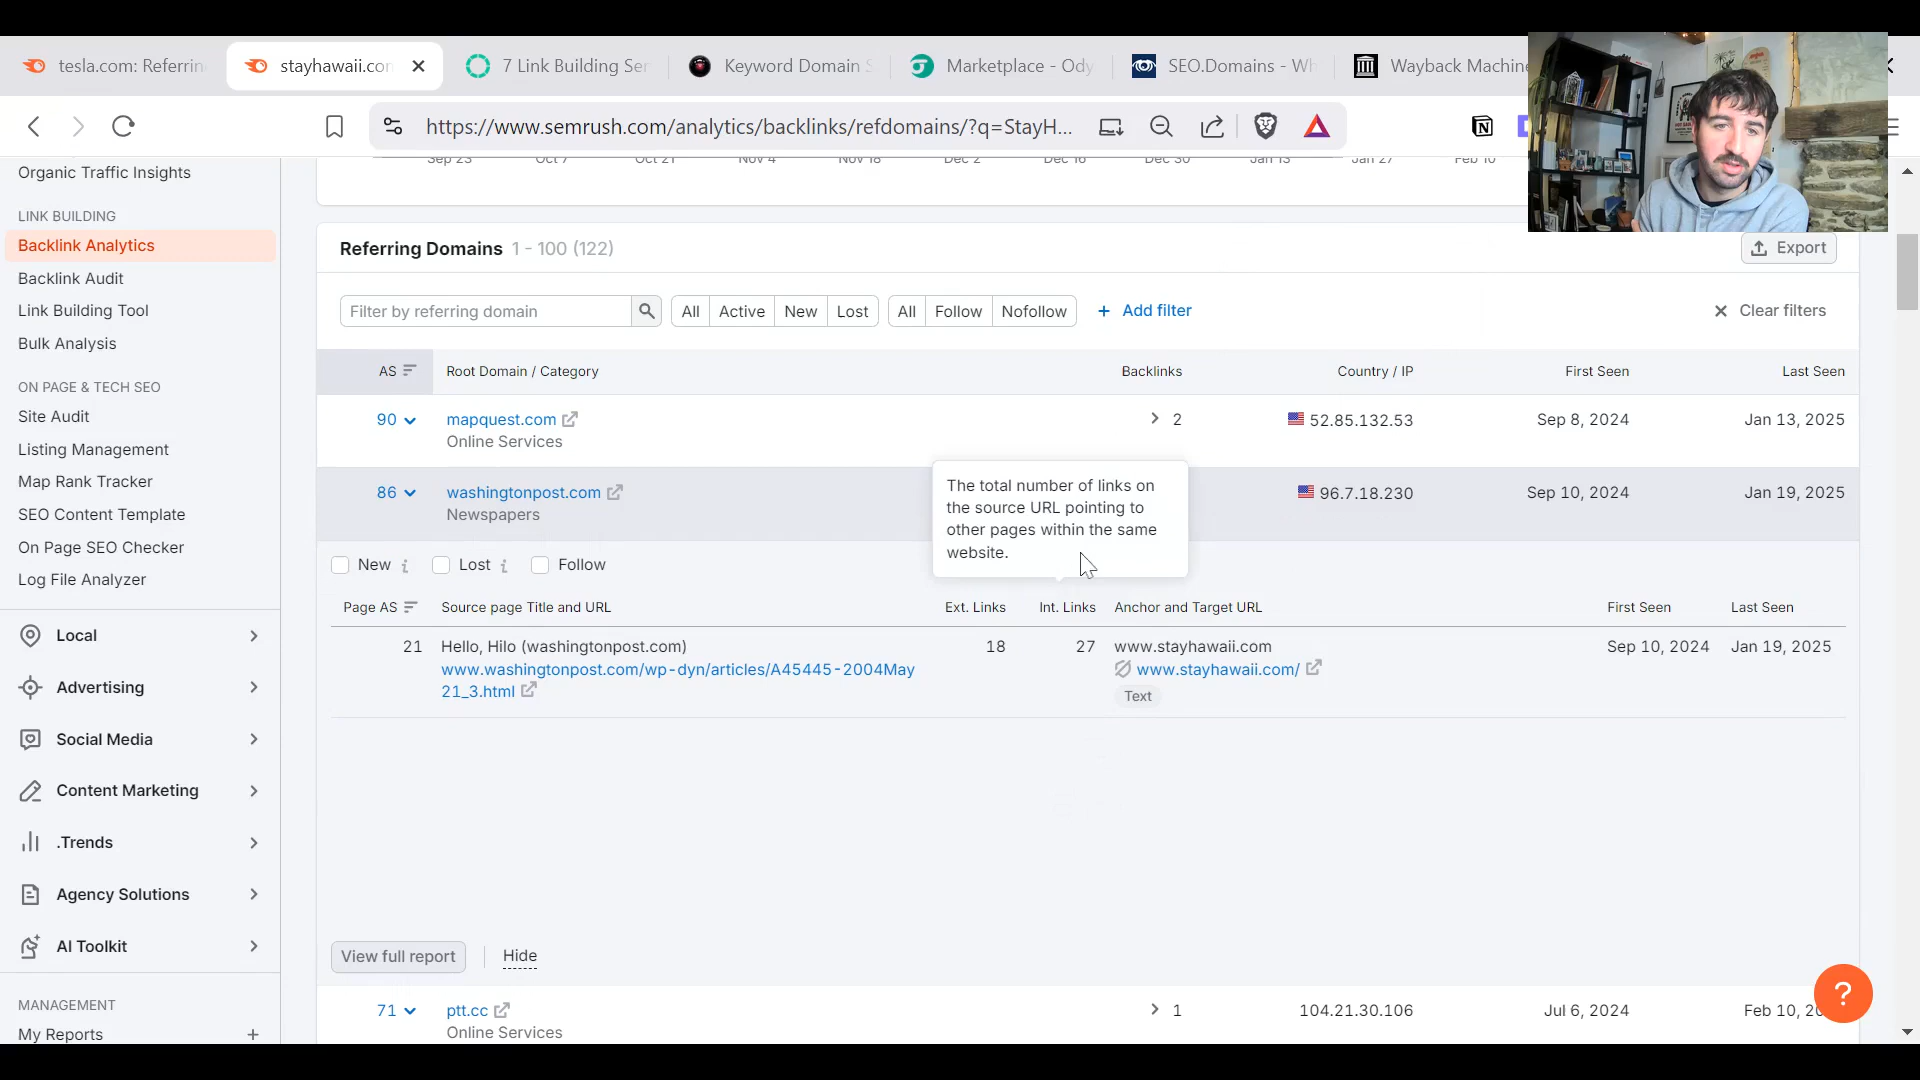 tesla.com: Referrin
stayhawaii.con
7 Link Building Ser
Keyword Domain S
Marketplace - Ody
SEO.Domains - Wh
Wayback Machine
https://www.semrush.com/analytics/backlinks/refdomains/?q=StayH...
Sep 23 Oct 7 Oct 21 Nov 4 Nov 18 Dec 2 Dec 16 Dec 30 Jan 13 Jan 27 Feb 10
Organic Traffic Insights
LINK BUILDING
Backlink Analytics
Backlink Audit
Link Building Tool
Bulk Analysis
ON PAGE & TECH SEO
Site Audit
Listing Management
Map Rank Tracker
SEO Content Template
On Page SEO Checker
Log File Analyzer
Local
Advertising
Social Media
Content Marketing
.Trends
Agency Solutions
AI Toolkit
MANAGEMENT
My Reports +
Referring Domains 1 - 100 (122)
Export
Filter by referring domain
All Active New Lost
All Follow Nofollow
+ Add filter
Clear filters
AS Root Domain / Category Backlinks Country / IP First Seen Last Seen
90 mapquest.com 2 52.85.132.53 Sep 8, 2024 Jan 13, 2025
Online Services
86 washingtonpost.com 96.7.18.230 Sep 10, 2024 Jan 19, 2025
Newspapers
The total number of links on
the source URL pointing to
other pages within the same
website.
New i Lost i Follow
Page AS Source page Title and URL Ext. Links Int. Links Anchor and Target URL First Seen Last Seen
21 Hello, Hilo (washingtonpost.com) 18 27 www.stayhawaii.com Sep 10, 2024 Jan 19, 2025
www.washingtonpost.com/wp-dyn/articles/A45445-2004May www.stayhawaii.com/
21_3.html
Text
View full report
Hide
71 ptt.cc 1 104.21.30.106 Jul 6, 2024 Feb 10, 20
Online Services
?